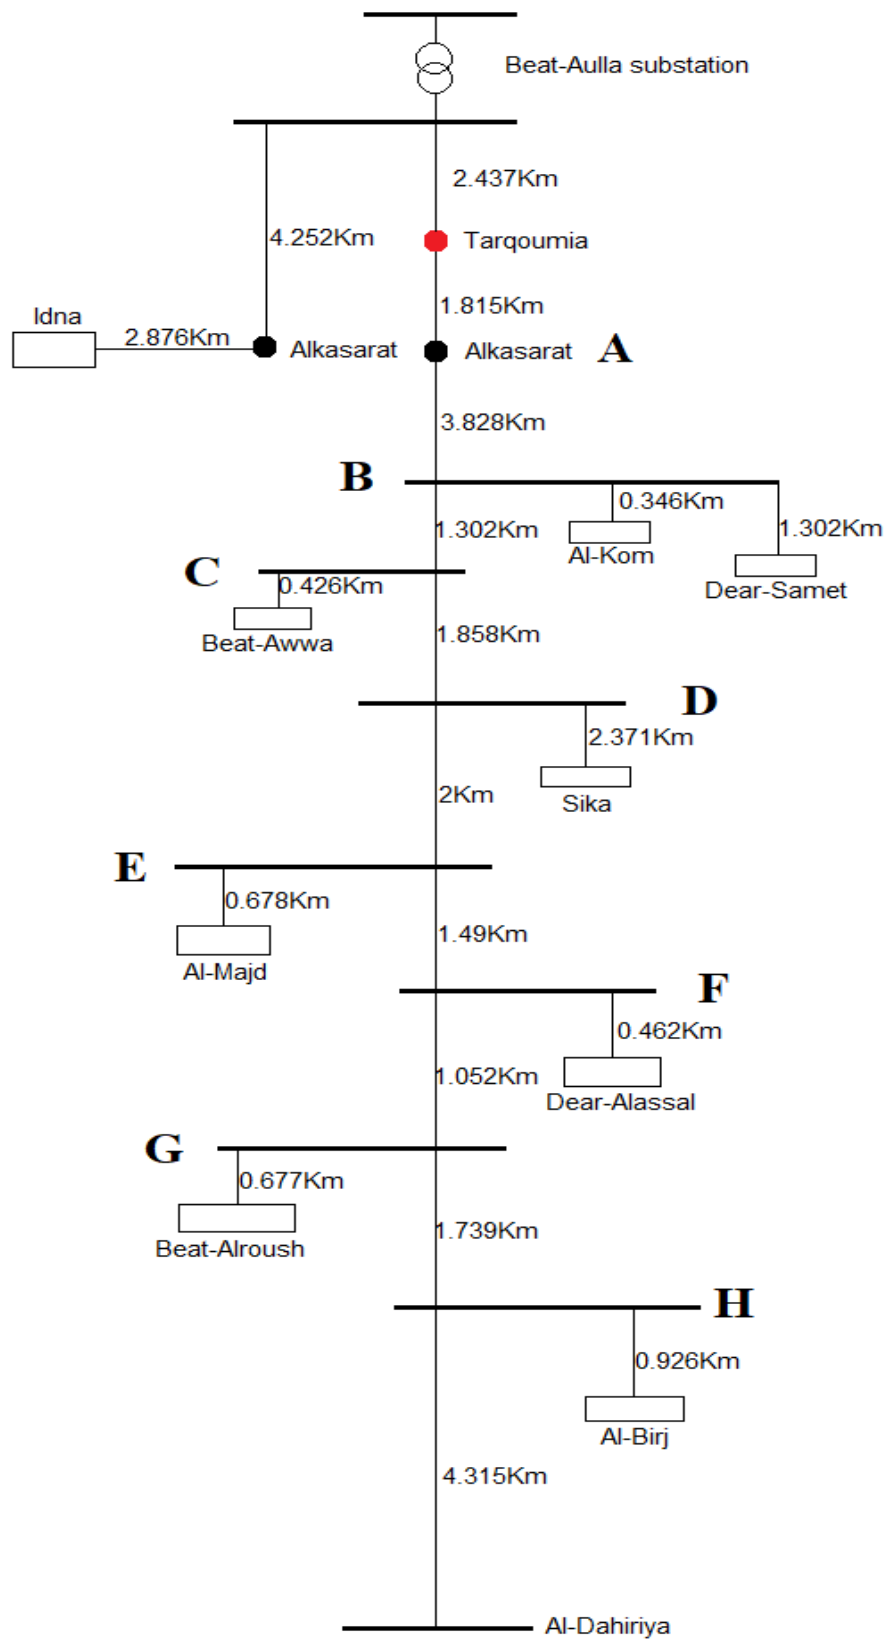 Beat-Aulla substation
2.437Km
4.252Km
Tarqoumia
1.815Km
Idna
2.876Km
Alkasarat
Alkasarat
A
3.828Km
B
0.346Km
1.302Km
1.302Km
Al-Kom
C
0.426Km
Dear-Samet
Beat-Awwa
1.858Km
D
2.371Km
2Km
Sika
E
0.678Km
1.49Km
Al-Majd
F
0.462Km
1.052Km
Dear-Alassal
G
0.677Km
1.739Km
Beat-Alroush
H
0.926Km
Al-Birj
4.315Km
Al-Dahiriya